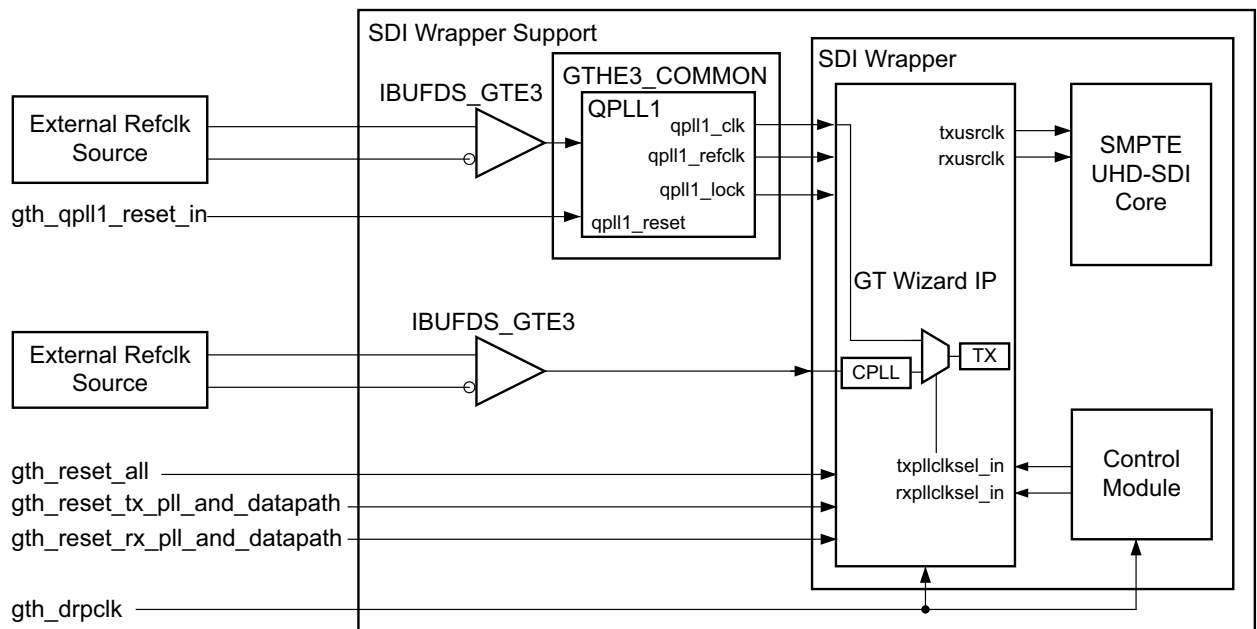 SDI Wrapper Support
SDI Wrapper
GTHE3_COMMON
IBUFDS_GTE3
QPLL1
External Refclk
Source
qpll1_clk
qpll1_refclk
qpll1_lock
qpll1_reset
gth_qpll1_reset_in
txusrclk
rxusrclk
SMPTE
UHD-SDI
Core
GT Wizard IP
IBUFDS_GTE3
External Refclk
Source
CPLL
TX
txpllclksel_in
rxpllclksel_in
Control
Module
gth_reset_all
gth_reset_tx_pll_and_datapath
gth_reset_rx_pll_and_datapath
gth_drpclk